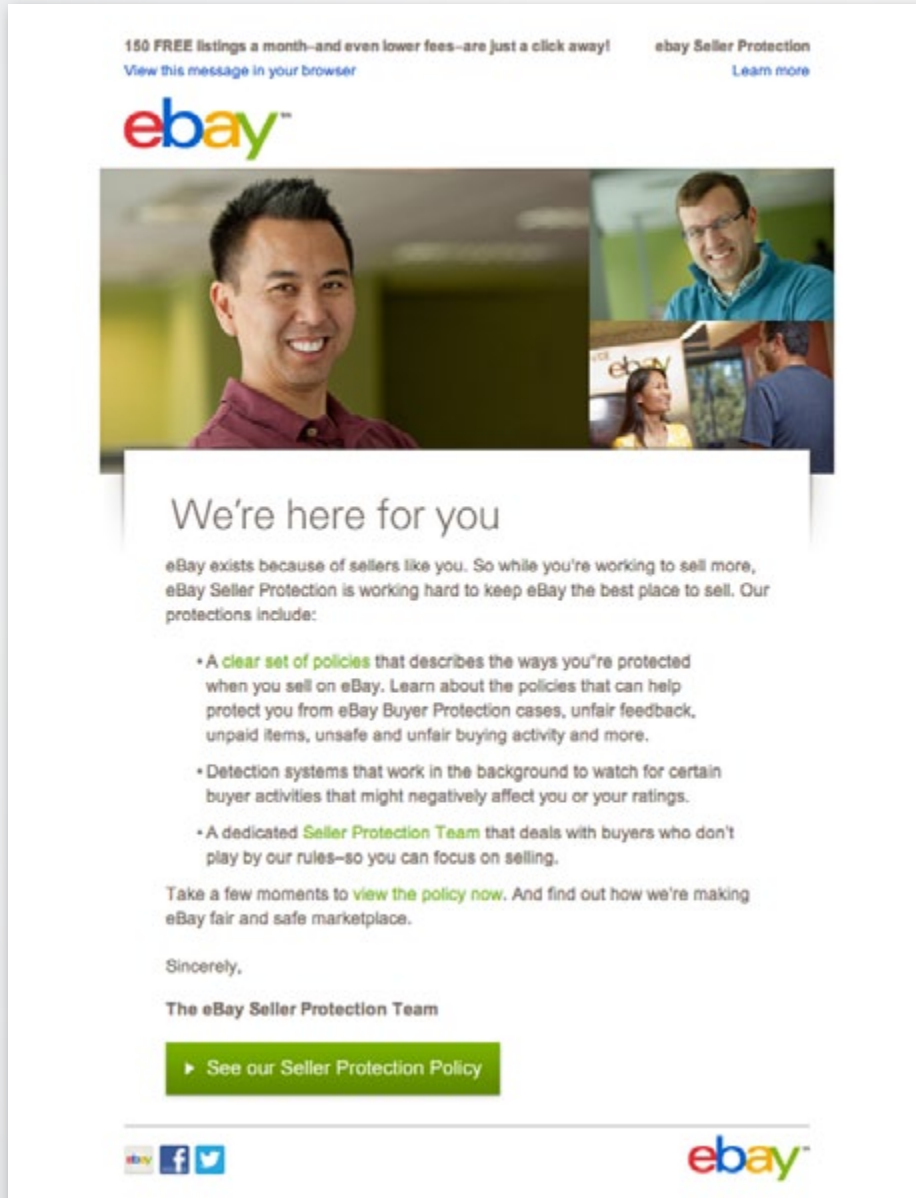 150 FREE listings a month–and even lower fees–are just a click away!
ebay Seller Protection
View this message in your browser
Learn more
ebay™
ebay
We're here for you
eBay exists because of sellers like you. So while you're working to sell more,
eBay Seller Protection is working hard to keep eBay the best place to sell. Our
protections include:
• A clear set of policies that describes the ways you"re protected
when you sell on eBay. Learn about the policies that can help
protect you from eBay Buyer Protection cases, unfair feedback,
unpaid items, unsafe and unfair buying activity and more.
• Detection systems that work in the background to watch for certain
buyer activities that might negatively affect you or your ratings.
• A dedicated Seller Protection Team that deals with buyers who don't
play by our rules–so you can focus on selling.
Take a few moments to view the policy now. And find out how we're making
eBay fair and safe marketplace.
Sincerely,
The eBay Seller Protection Team
See our Seller Protection Policy
ebay
f
ebay™